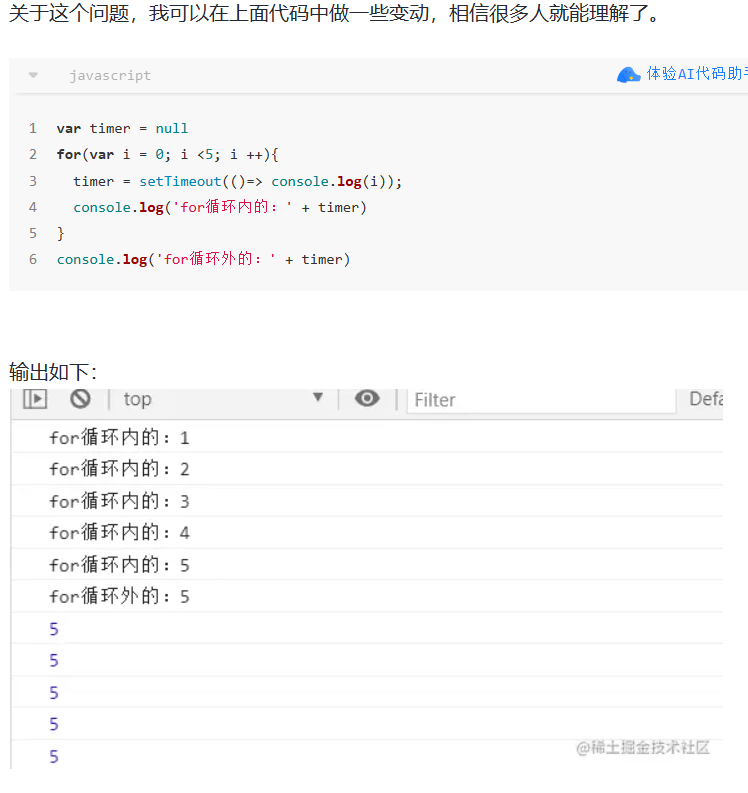 关于这个问题，我可以在上面代码中做一些变动，相信很多人就能理解了。
javascript 体验AI代码助手
1 var timer = null
2 for(var i = 0; i <5; i ++){
3 timer = setTimeout(()=> console.log(i));
4 console.log('for循环内的：' + timer)
5 }
6 console.log('for循环外的：' + timer)
输出如下：
top Filter Defa
for循环内的：1
for循环内的：2
for循环内的：3
for循环内的：4
for循环内的：5
for循环外的：5
5
5
5
5
5
@稀土掘金技术社区